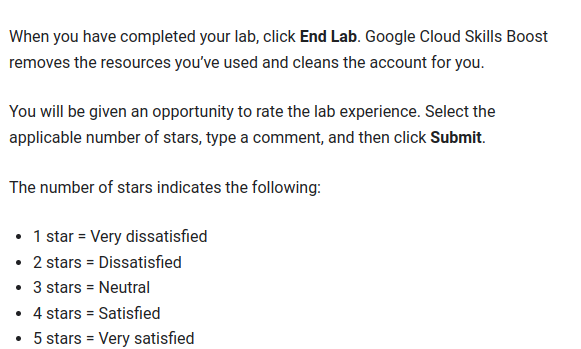 When you have completed your lab, click End Lab. Google Cloud Skills Boost
removes the resources you’ve used and cleans the account for you.
You will be given an opportunity to rate the lab experience. Select the
applicable number of stars, type a comment, and then click Submit.
The number of stars indicates the following:
• 1 star = Very dissatisfied
• 2 stars = Dissatisfied
• 3 stars = Neutral
• 4 stars = Satisfied
• 5 stars = Very satisfied